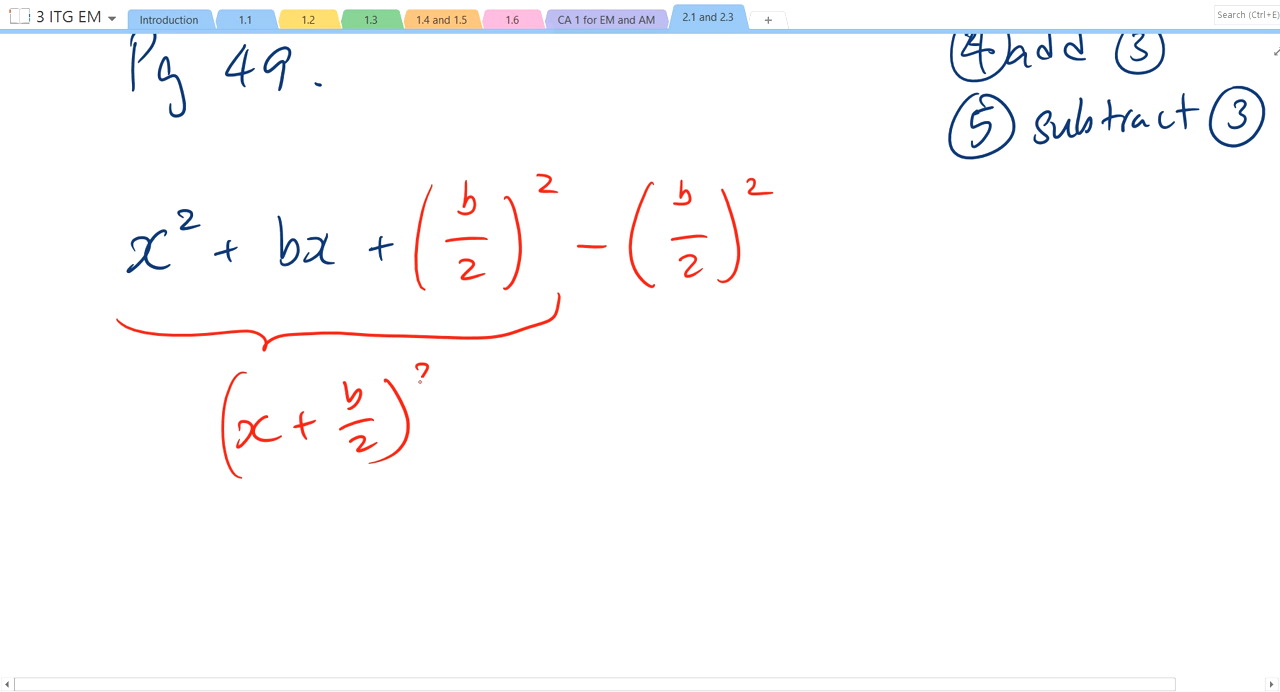 3 ITG EM Introduction 1.1 1.2 1.3 1.4 and 1.5 1.6 CA 1 for EM and AM 2.1 and 2.3 + Search (Ctrl+E)
Pg 49.
④ add ③
⑤ subtract ③
x² + bx + (b/2)² - (b/2)²
(x + b/2)²